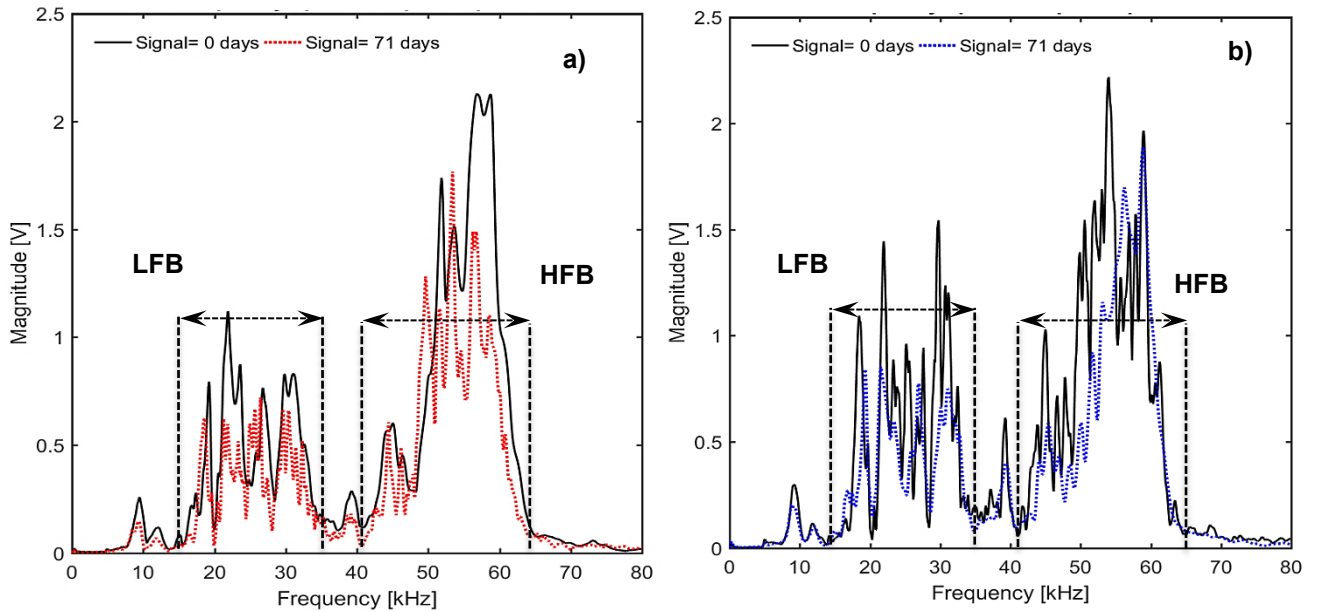 Signal= 0 days Signal= 71 days
a)
LFB
HFB
Magnitude [V]
2.5
2
1.5
1
0.5
0
0 10 20 30 40 50 60 70 80
Frequency [kHz]
Signal= 0 days Signal= 71 days
b)
LFB
HFB
Magnitude [V]
2.5
2
1.5
1
0.5
0
0 10 20 30 40 50 60 70 80
Frequency [kHz]